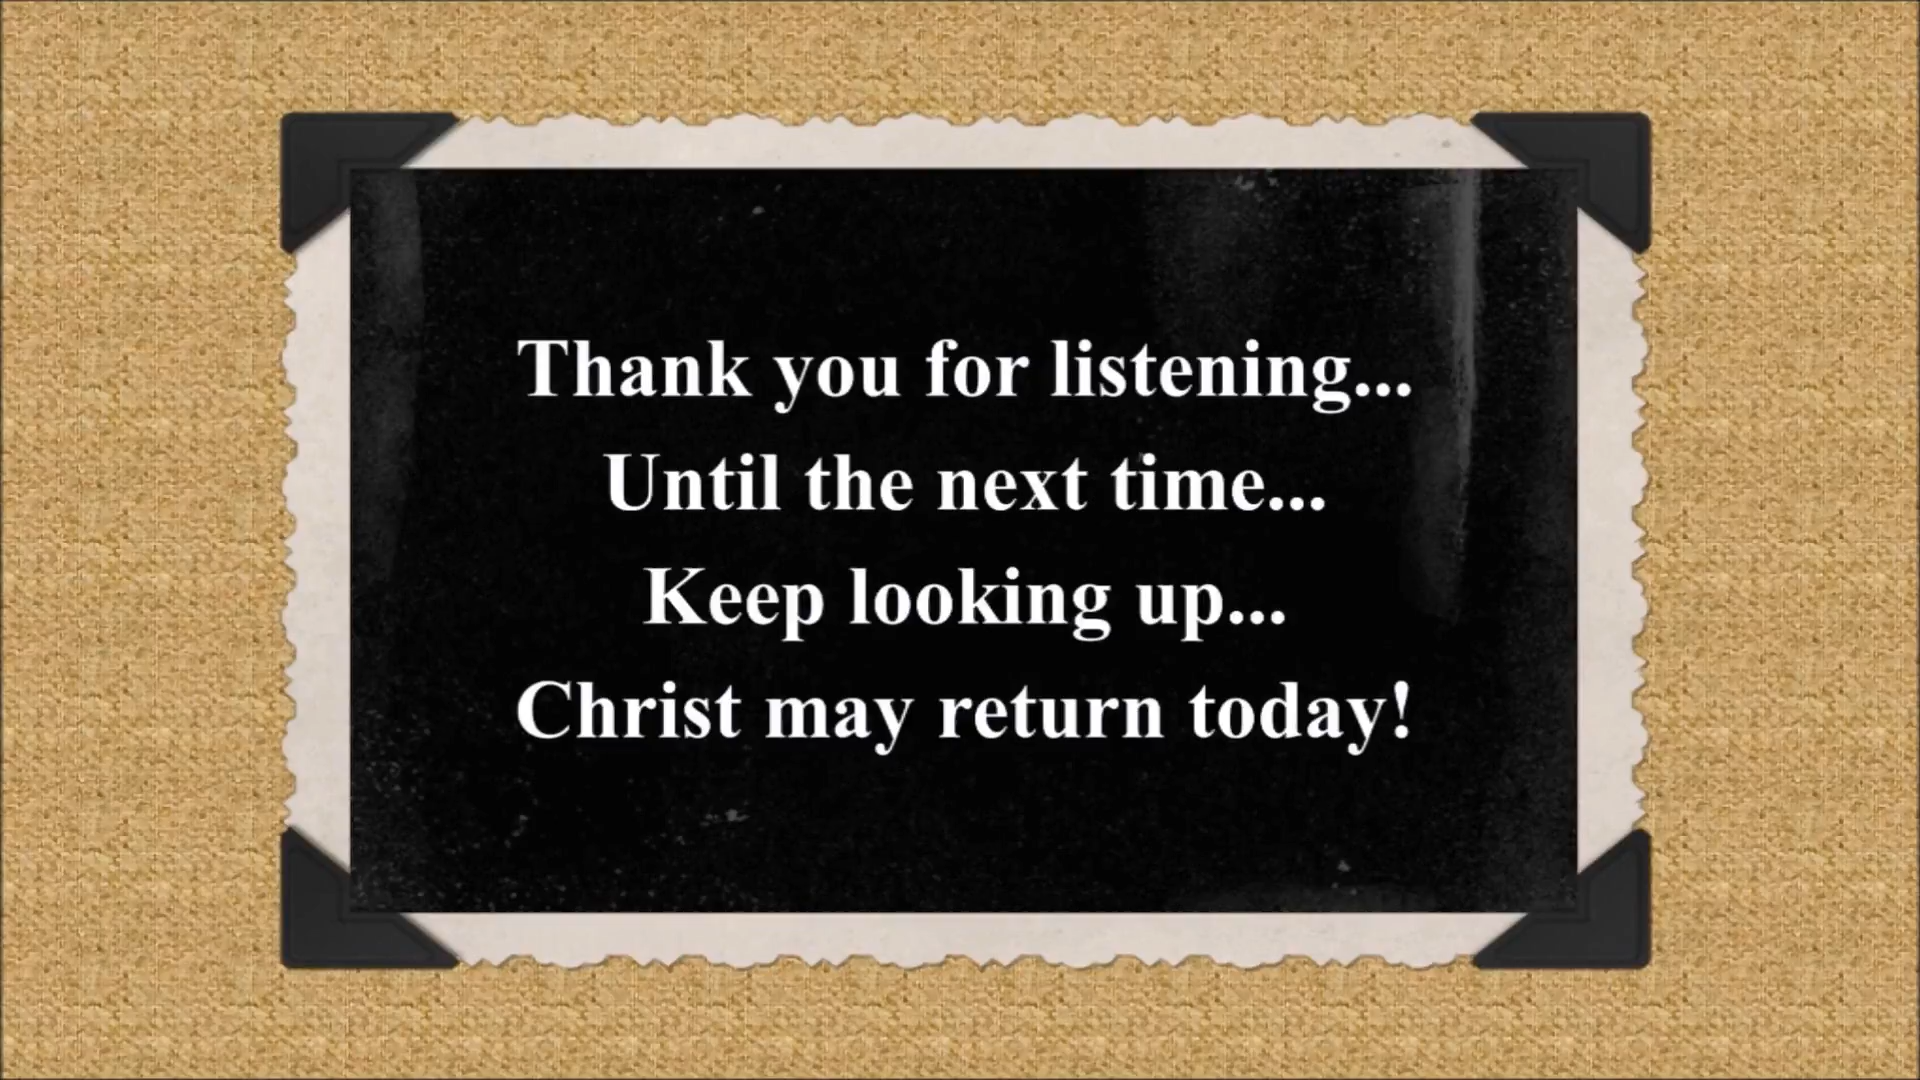 Thank you for listening...
Until the next time...
Keep looking up...
Christ may return today!